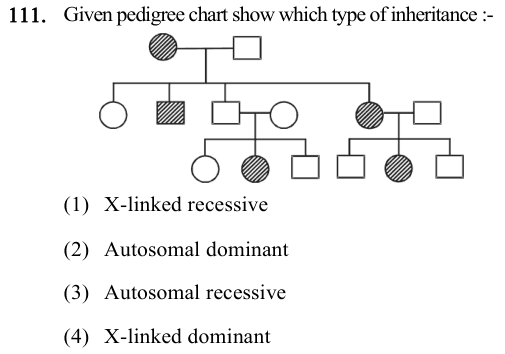 111. Given pedigree chart show which type of inheritance :-
(1) X-linked recessive
(2) Autosomal dominant
(3) Autosomal recessive
(4) X-linked dominant